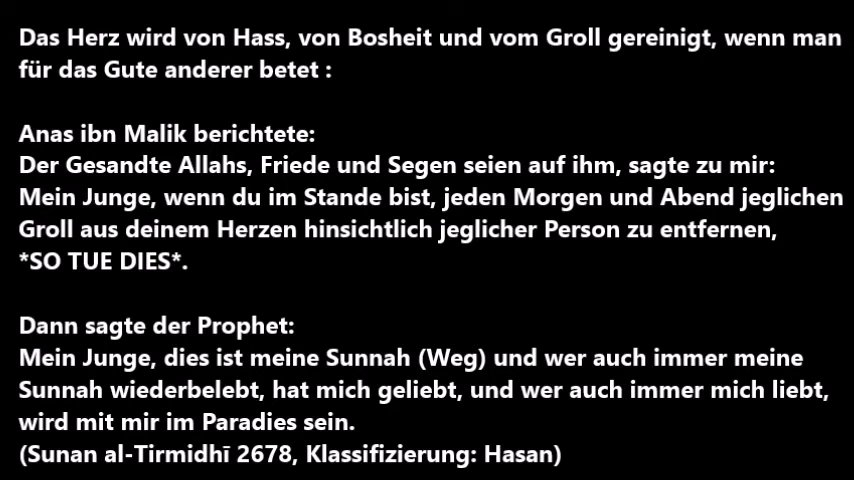 Das Herz wird von Hass, von Bosheit und vom Groll gereinigt, wenn man
für das Gute anderer betet :
Anas ibn Malik berichtete:
Der Gesandte Allahs, Friede und Segen seien auf ihm, sagte zu mir:
Mein Junge, wenn du im Stande bist, jeden Morgen und Abend jeglichen
Groll aus deinem Herzen hinsichtlich jeglicher Person zu entfernen,
*SO TUE DIES*.
Dann sagte der Prophet:
Mein Junge, dies ist meine Sunnah (Weg) und wer auch immer meine
Sunnah wiederbelebt, hat mich geliebt, und wer auch immer mich liebt,
wird mit mir im Paradies sein.
(Sunan al-Tirmidhī 2678, Klassifizierung: Hasan)